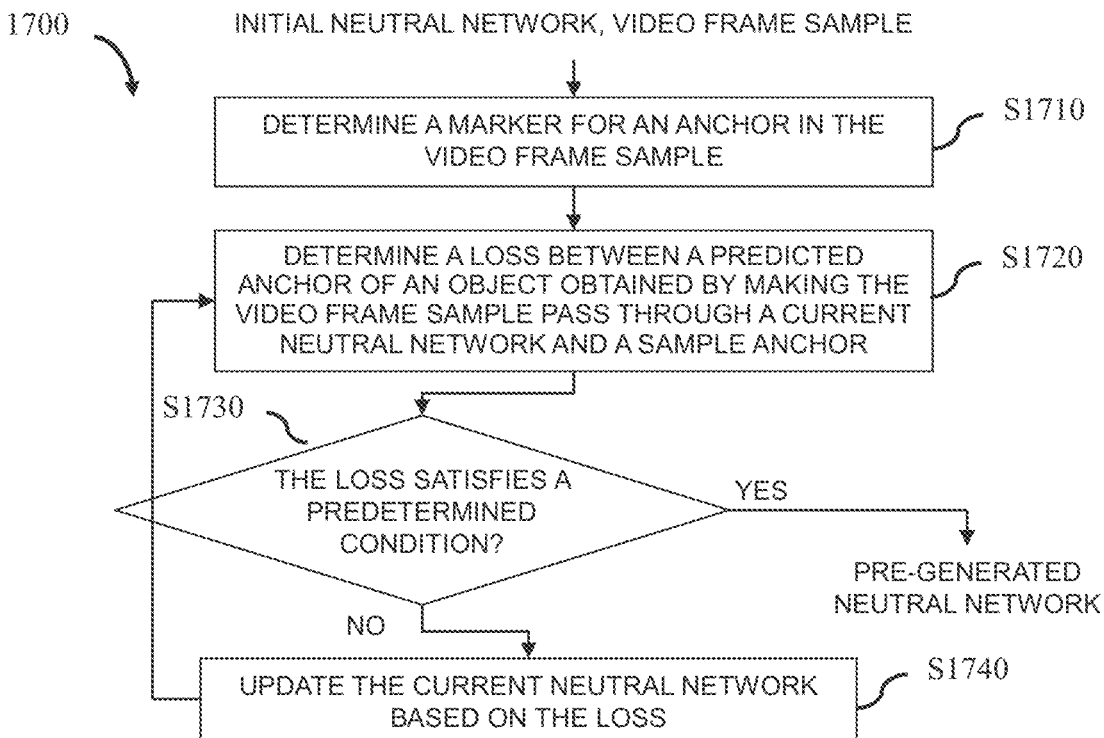 1700
INITIAL NEUTRAL NETWORK, VIDEO FRAME SAMPLE
DETERMINE A MARKER FOR AN ANCHOR IN THE
VIDEO FRAME SAMPLE
S1710
DETERMINE A LOSS BETWEEN A PREDICTED
ANCHOR OF AN OBJECT OBTAINED BY MAKING THE
VIDEO FRAME SAMPLE PASS THROUGH A CURRENT
NEUTRAL NETWORK AND A SAMPLE ANCHOR
S1720
S1730
THE LOSS SATISFIES A
PREDETERMINED
CONDITION?
YES
PRE-GENERATED
NEUTRAL NETWORK
NO
UPDATE THE CURRENT NEUTRAL NETWORK
BASED ON THE LOSS
S1740